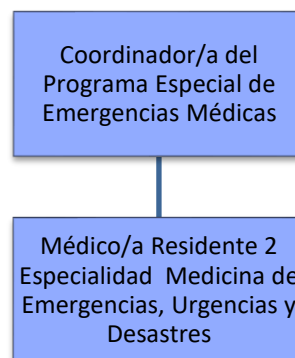 Coordinador/a del
Programa Especial de
Emergencias Médicas
Médico/a Residente 2
Especialidad Medicina de
Emergencias, Urgencias y
Desastres